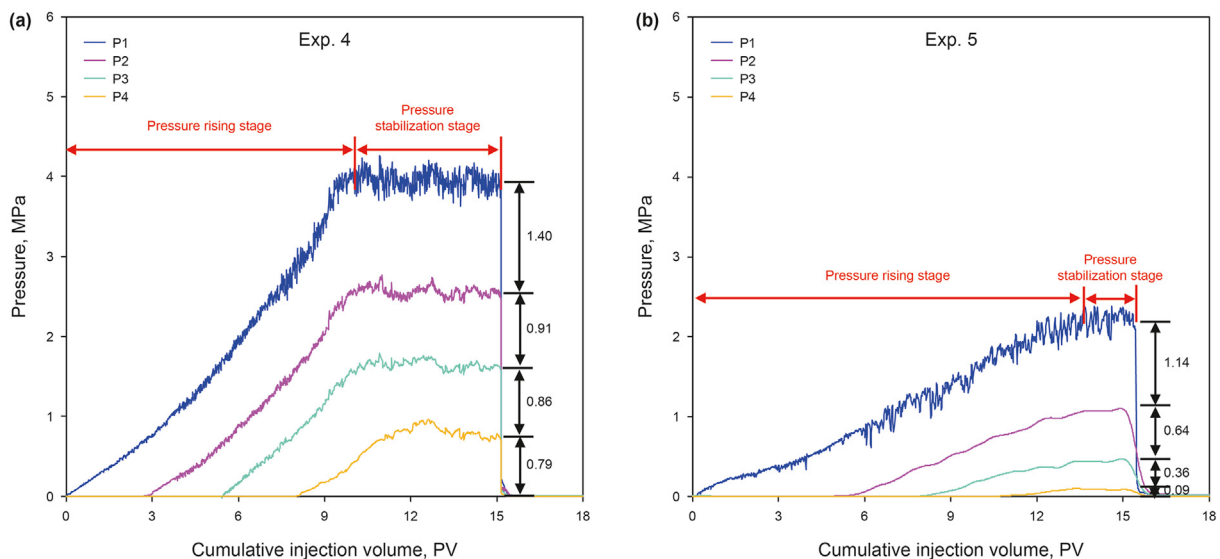 (a)
Exp. 4
P1
P2
P3
P4
Pressure rising stage
Pressure
stabilization stage
1.40
0.91
0.86
0.79
6
5
4
3
2
1
0
Pressure, MPa
0 3 6 9 12 15 18
Cumulative injection volume, PV
(b)
Exp. 5
P1
P2
P3
P4
Pressure rising stage
Pressure
stabilization stage
1.14
0.64
0.36
0.09
6
5
4
3
2
1
0
Pressure, MPa
0 3 6 9 12 15 18
Cumulative injection volume, PV